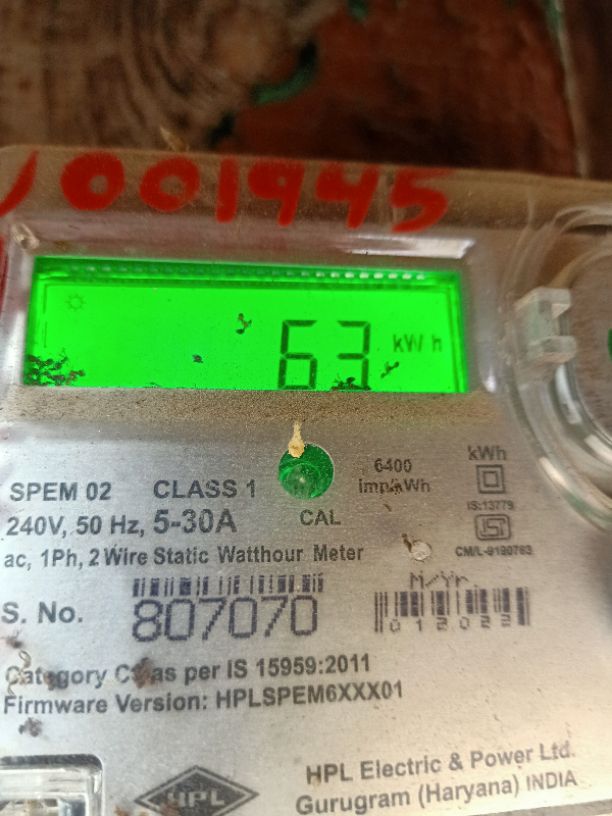 001945
63 kWh
SPEM 02 CLASS 1
6400
imp/kWh
kWh
IS:13779
240V, 50 Hz, 5-30A
CAL
CM/L-9190763
ac, 1Ph, 2 Wire Static Watthour Meter
M/Yr.
S. No. 807070
012022
Category C as per IS 15959:2011
Firmware Version: HPLSPEM6XXX01
HPL
HPL Electric & Power Ltd.
Gurugram (Haryana) INDIA